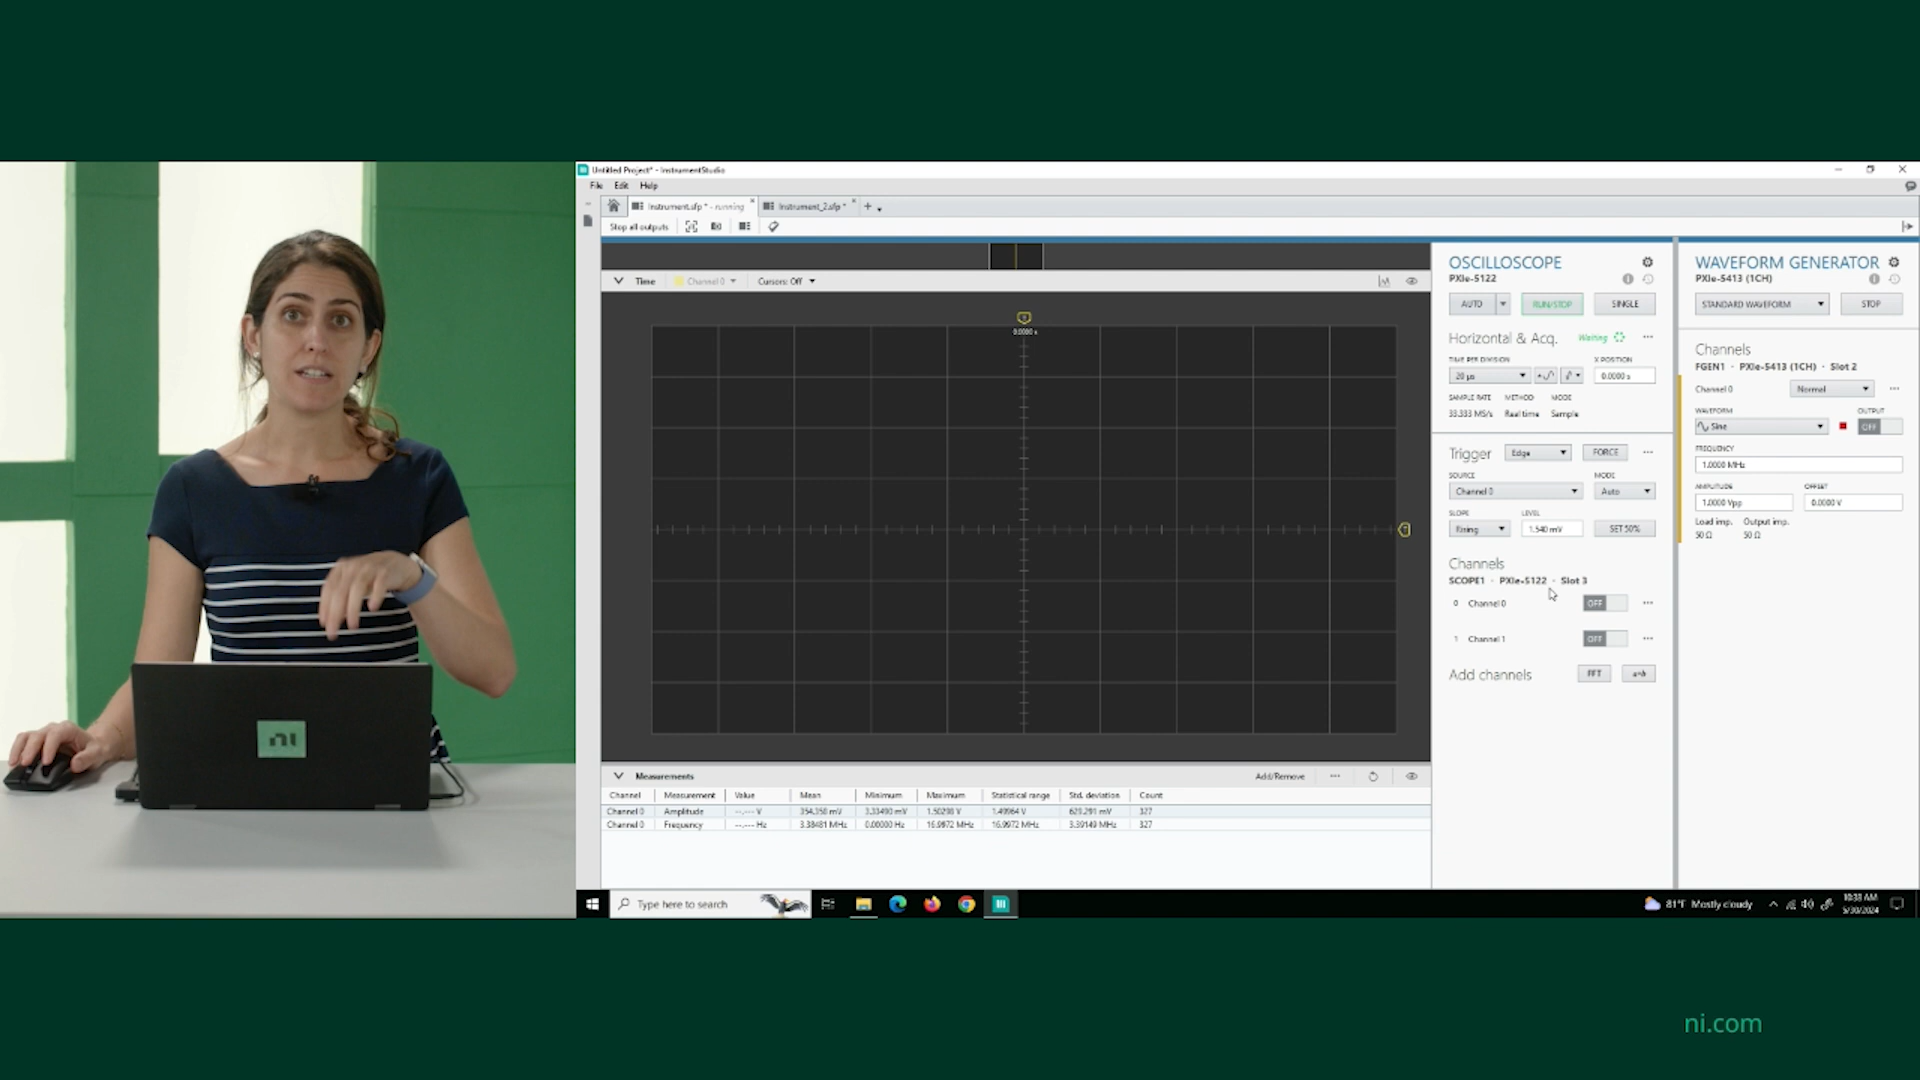 Untitled Project* - InstrumentStudio
File Edit Help
Instrument.sfp * - running
Instrument_2.sfp *
Stop all outputs
Time Channel 0 Cursors: Off
0.0000 s
OSCILLOSCOPE
PXIe-5122
AUTO RUN/STOP SINGLE
Horizontal & Acq. Waiting
TIME PER DIVISION X POSITION
20 µs 0.0000 s
SAMPLE RATE METHOD MODE
33.333 MS/s Real time Sample
Trigger Edge FORCE
SOURCE MODE
Channel 0 Auto
SLOPE LEVEL
Rising 1.540 mV SET 50%
Channels
SCOPE1 · PXIe-5122 · Slot 3
0 Channel 0 OFF
1 Channel 1 OFF
Add channels FFT a+b
WAVEFORM GENERATOR
PXIe-5413 (1CH)
STANDARD WAVEFORM STOP
Channels
FGEN1 · PXIe-5413 (1CH) · Slot 2
Channel 0 Normal
WAVEFORM OUTPUT
Sine OFF
FREQUENCY
1.0000 MHz
AMPLITUDE OFFSET
1.0000 Vpp 0.0000 V
Load imp. Output imp.
50 Ω 50 Ω
Measurements Add/Remove
Channel Measurement Value Mean Minimum Maximum Statistical range Std. deviation Count
Channel 0 Amplitude --.--- V 354.350 mV 3.33490 mV 1.50298 V 1.49964 V 623.291 mV 327
Channel 0 Frequency --.--- Hz 3.38481 MHz 0.00000 Hz 16.9972 MHz 16.9972 MHz 3.39149 MHz 327
Type here to search
81°F Mostly cloudy
10:33 AM
5/30/2024
ni
ni.com